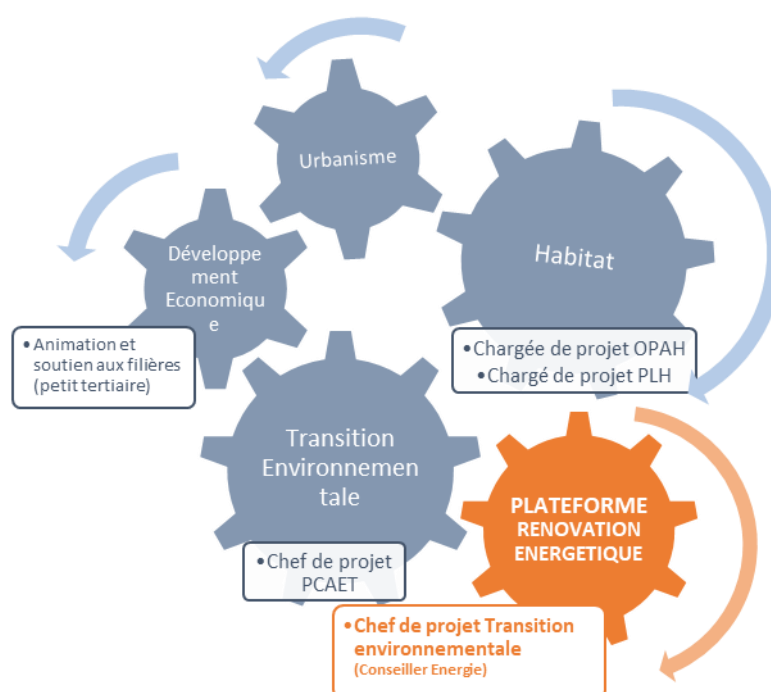 Urbanisme
Habitat
Développe
ment
Economiqu
e
•Animation et
soutien aux filières
(petit tertiaire)
•Chargée de projet OPAH
•Chargé de projet PLH
Transition
Environnemen
tale
•Chef de projet
PCAET
PLATEFORME
RENOVATION
ENERGETIQUE
•Chef de projet Transition
environnementale
(Conseiller Energie)